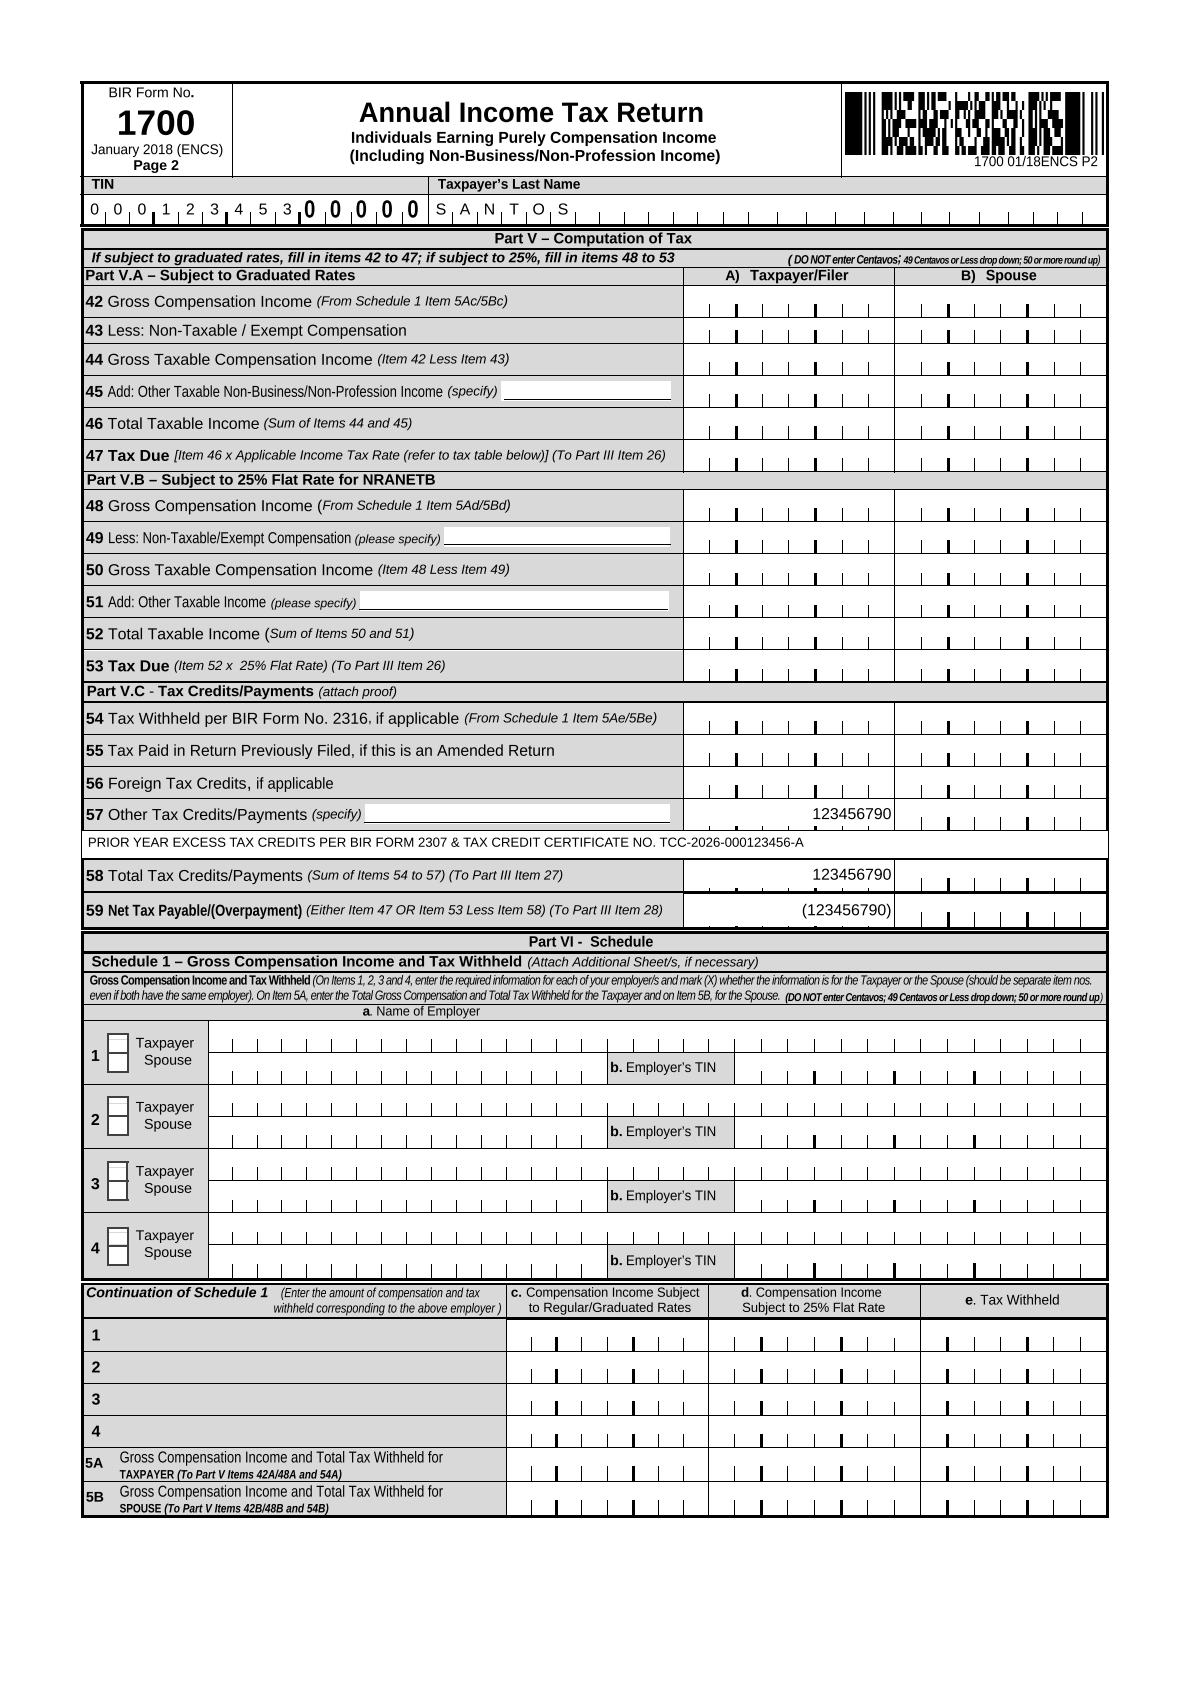 BIR Form No.
1700
January 2018 (ENCS)
Page 2
Annual Income Tax Return
Individuals Earning Purely Compensation Income
(Including Non-Business/Non-Profession Income)
1700 01/18ENCS P2
TIN Taxpayer's Last Name
0 0 0 1 2 3 4 5 3 0 0 0 0 0 S A N T O S
Part V – Computation of Tax
If subject to graduated rates, fill in items 42 to 47; if subject to 25%, fill in items 48 to 53 ( DO NOT enter Centavos; 49 Centavos or Less drop down; 50 or more round up)
Part V.A – Subject to Graduated Rates A) Taxpayer/Filer B) Spouse
42 Gross Compensation Income (From Schedule 1 Item 5Ac/5Bc)
43 Less: Non-Taxable / Exempt Compensation
44 Gross Taxable Compensation Income (Item 42 Less Item 43)
45 Add: Other Taxable Non-Business/Non-Profession Income (specify)
46 Total Taxable Income (Sum of Items 44 and 45)
47 Tax Due [Item 46 x Applicable Income Tax Rate (refer to tax table below)] (To Part III Item 26)
Part V.B – Subject to 25% Flat Rate for NRANETB
48 Gross Compensation Income (From Schedule 1 Item 5Ad/5Bd)
49 Less: Non-Taxable/Exempt Compensation (please specify)
50 Gross Taxable Compensation Income (Item 48 Less Item 49)
51 Add: Other Taxable Income (please specify)
52 Total Taxable Income (Sum of Items 50 and 51)
53 Tax Due (Item 52 x 25% Flat Rate) (To Part III Item 26)
Part V.C - Tax Credits/Payments (attach proof)
54 Tax Withheld per BIR Form No. 2316, if applicable (From Schedule 1 Item 5Ae/5Be)
55 Tax Paid in Return Previously Filed, if this is an Amended Return
56 Foreign Tax Credits, if applicable
57 Other Tax Credits/Payments (specify) 123456790
PRIOR YEAR EXCESS TAX CREDITS PER BIR FORM 2307 & TAX CREDIT CERTIFICATE NO. TCC-2026-000123456-A
58 Total Tax Credits/Payments (Sum of Items 54 to 57) (To Part III Item 27) 123456790
59 Net Tax Payable/(Overpayment) (Either Item 47 OR Item 53 Less Item 58) (To Part III Item 28) (123456790)
Part VI - Schedule
Schedule 1 – Gross Compensation Income and Tax Withheld (Attach Additional Sheet/s, if necessary)
Gross Compensation Income and Tax Withheld (On Items 1, 2, 3 and 4, enter the required information for each of your employer/s and mark (X) whether the information is for the Taxpayer or the Spouse (should be separate item nos.
even if both have the same employer). On Item 5A, enter the Total Gross Compensation and Total Tax Withheld for the Taxpayer and on Item 5B, for the Spouse. (DO NOT enter Centavos; 49 Centavos or Less drop down; 50 or more round up)
a. Name of Employer
1 Taxpayer
Spouse
b. Employer's TIN
2 Taxpayer
Spouse
b. Employer's TIN
3 Taxpayer
Spouse
b. Employer's TIN
4 Taxpayer
Spouse
b. Employer's TIN
Continuation of Schedule 1 (Enter the amount of compensation and tax
withheld corresponding to the above employer )
c. Compensation Income Subject
to Regular/Graduated Rates
d. Compensation Income
Subject to 25% Flat Rate
e. Tax Withheld
1
2
3
4
5A Gross Compensation Income and Total Tax Withheld for
TAXPAYER (To Part V Items 42A/48A and 54A)
5B Gross Compensation Income and Total Tax Withheld for
SPOUSE (To Part V Items 42B/48B and 54B)